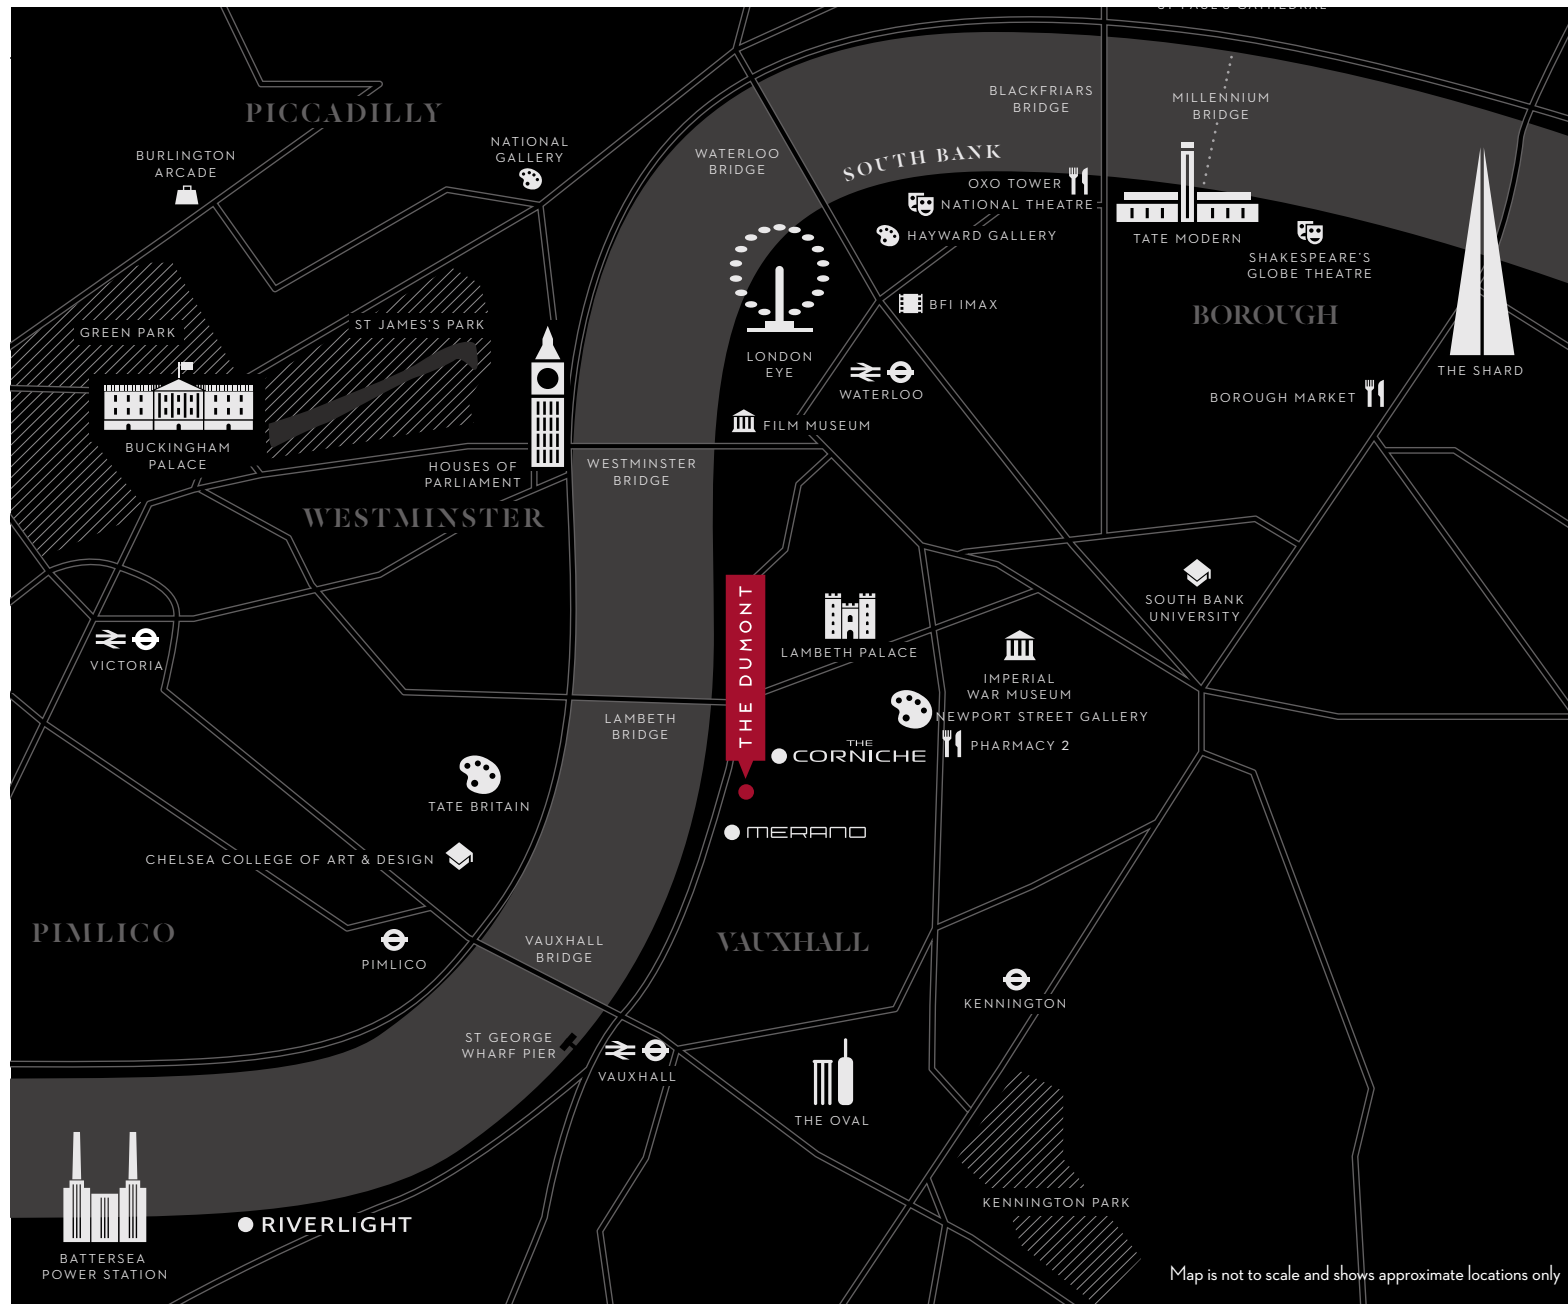 ST PAUL'S CATHEDRAL
PICCADILLY
BURLINGTON
ARCADE
NATIONAL
GALLERY
WATERLOO
BRIDGE
SOUTH BANK
BLACKFRIARS
BRIDGE
MILLENNIUM
BRIDGE
OXO TOWER
NATIONAL THEATRE
HAYWARD GALLERY
TATE MODERN
SHAKESPEARE'S
GLOBE THEATRE
BFI IMAX
BOROUGH
GREEN PARK
ST JAMES'S PARK
LONDON
EYE
WATERLOO
THE SHARD
BOROUGH MARKET
FILM MUSEUM
BUCKINGHAM
PALACE
HOUSES OF
PARLIAMENT
WESTMINSTER
BRIDGE
WESTMINSTER
THE DUMONT
SOUTH BANK
UNIVERSITY
LAMBETH PALACE
VICTORIA
IMPERIAL
WAR MUSEUM
NEWPORT STREET GALLERY
PHARMACY 2
LAMBETH
BRIDGE
THE
CORNICHE
TATE BRITAIN
MERANO
CHELSEA COLLEGE OF ART & DESIGN
PIMLICO
PIMLICO
VAUXHALL
BRIDGE
VAUXHALL
KENNINGTON
ST GEORGE
WHARF PIER
VAUXHALL
THE OVAL
KENNINGTON PARK
RIVERLIGHT
BATTERSEA
POWER STATION
Map is not to scale and shows approximate locations only